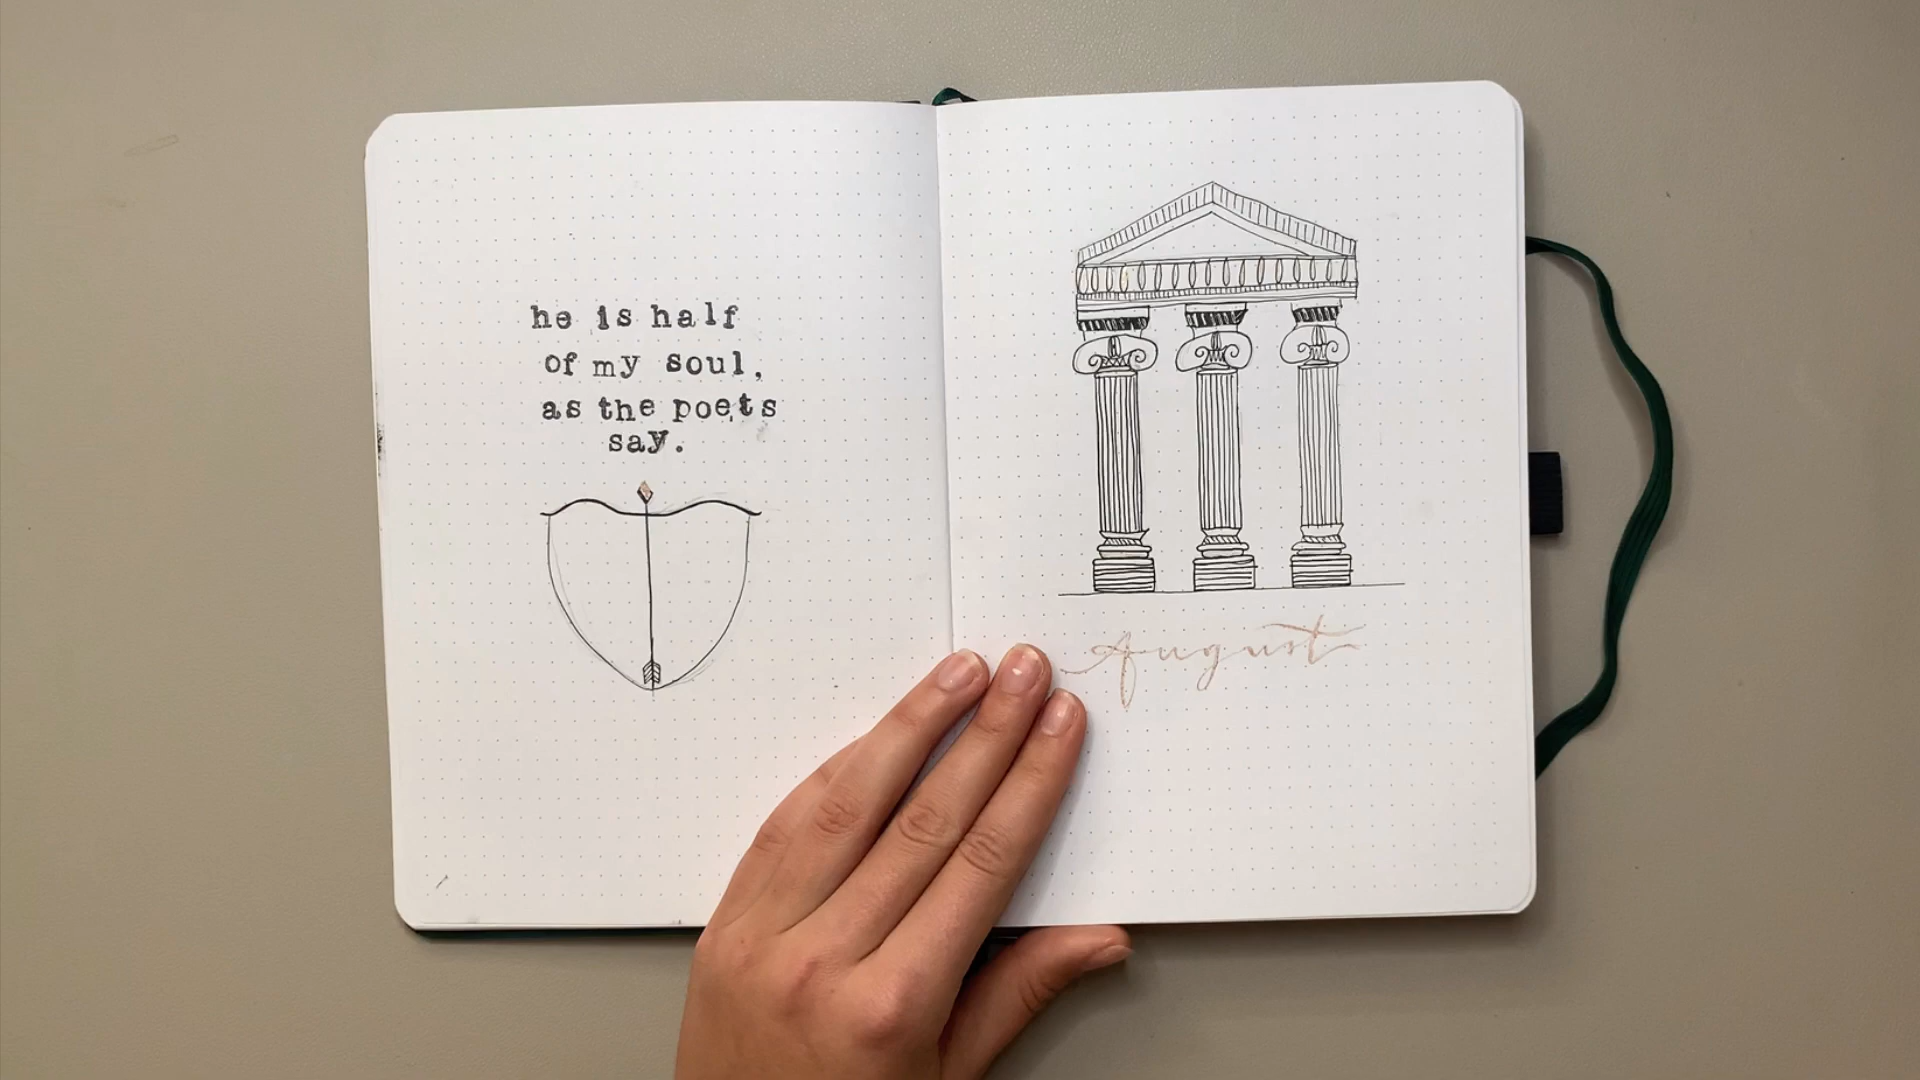 he is half
of my soul,
as the poets
say.
August